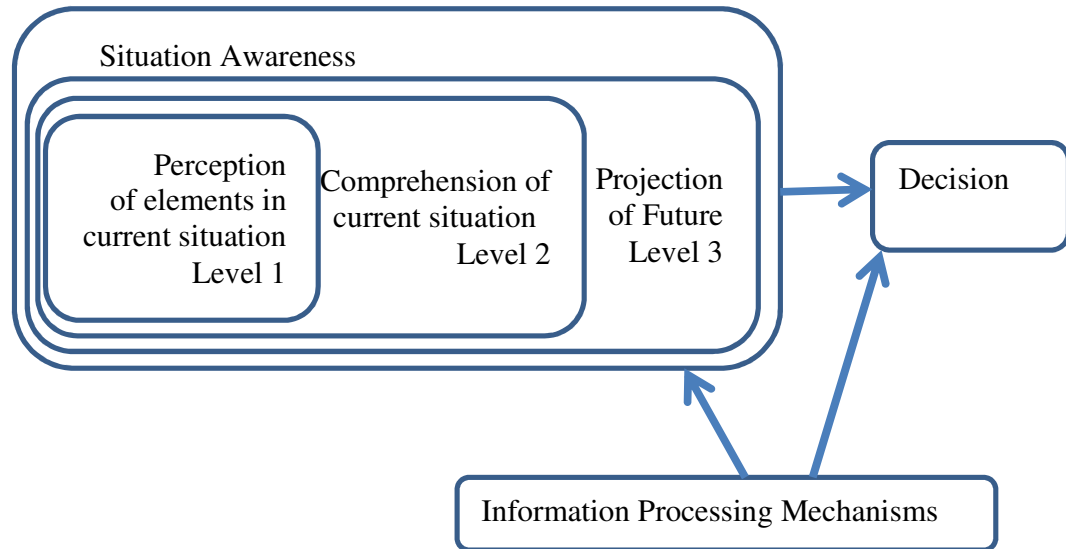 Situation Awareness
Perception
of elements in
current situation
Level 1
Comprehension of
current situation
Level 2
Projection
of Future
Level 3
Decision
Information Processing Mechanisms